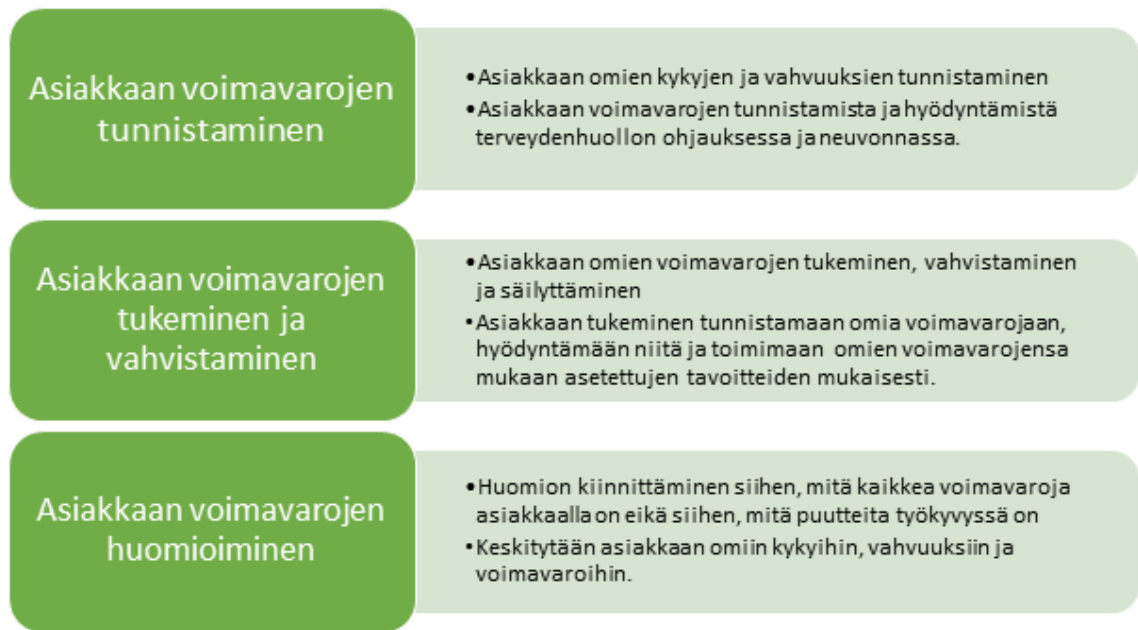 Asiakkaan voimavarojen
tunnistaminen
•Asiakkaan omien kykyjen ja vahvuuksien tunnistaminen
•Asiakkaan voimavarojen tunnistamista ja hyödyntämistä
terveydenhuollon ohjauksessa ja neuvonnassa.
Asiakkaan voimavarojen
tukeminen ja
vahvistaminen
•Asiakkaan omien voimavarojen tukeminen, vahvistaminen
ja säilyttäminen
•Asiakkaan tukeminen tunnistamaan omia voimavarojaan,
hyödyntämään niitä ja toimimaan omien voimavarojensa
mukaan asetettujen tavoitteiden mukaisesti.
Asiakkaan voimavarojen
huomioiminen
•Huomion kiinnittäminen siihen, mitä kaikkea voimavaroja
asiakkaalla on eikä siihen, mitä puutteita työkyvyssä on
•Keskitytään asiakkaan omiin kykyihin, vahvuuksiin ja
voimavaroihin.